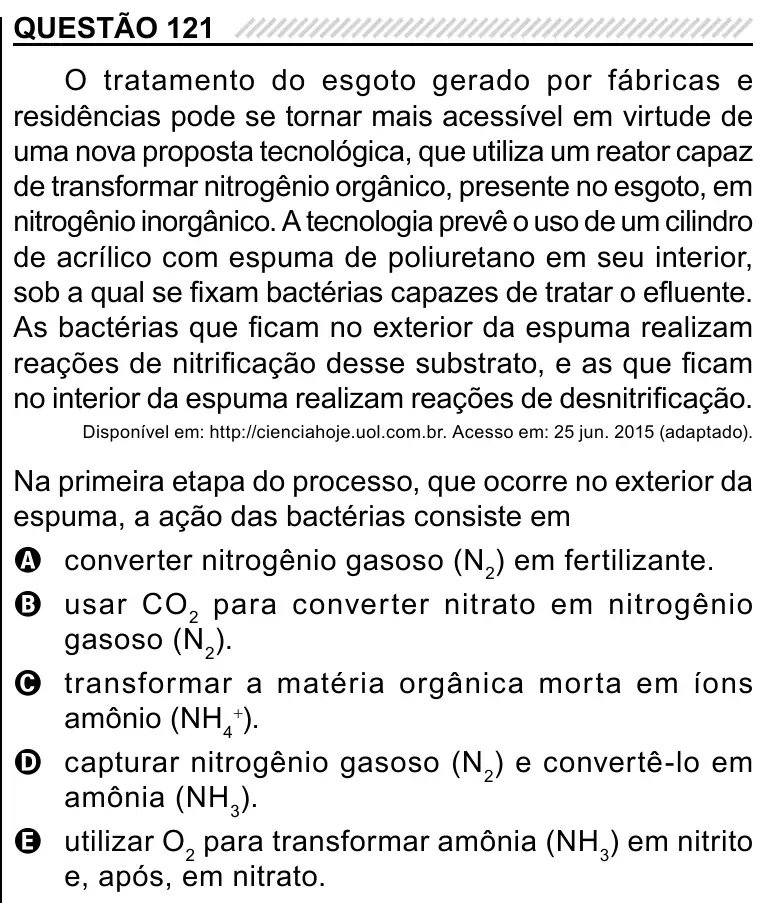 QUESTÃO 121
O tratamento do esgoto gerado por fábricas e
residências pode se tornar mais acessível em virtude de
uma nova proposta tecnológica, que utiliza um reator capaz
de transformar nitrogênio orgânico, presente no esgoto, em
nitrogênio inorgânico. A tecnologia prevê o uso de um cilindro
de acrílico com espuma de poliuretano em seu interior,
sob a qual se fixam bactérias capazes de tratar o efluente.
As bactérias que ficam no exterior da espuma realizam
reações de nitrificação desse substrato, e as que ficam
no interior da espuma realizam reações de desnitrificação.
Disponível em: http://cienciahoje.uol.com.br. Acesso em: 25 jun. 2015 (adaptado).
Na primeira etapa do processo, que ocorre no exterior da
espuma, a ação das bactérias consiste em
A converter nitrogênio gasoso (N₂) em fertilizante.
B usar CO₂ para converter nitrato em nitrogênio
gasoso (N₂).
C transformar a matéria orgânica morta em íons
amônio (NH₄⁺).
D capturar nitrogênio gasoso (N₂) e convertê-lo em
amônia (NH₃).
E utilizar O₂ para transformar amônia (NH₃) em nitrito
e, após, em nitrato.